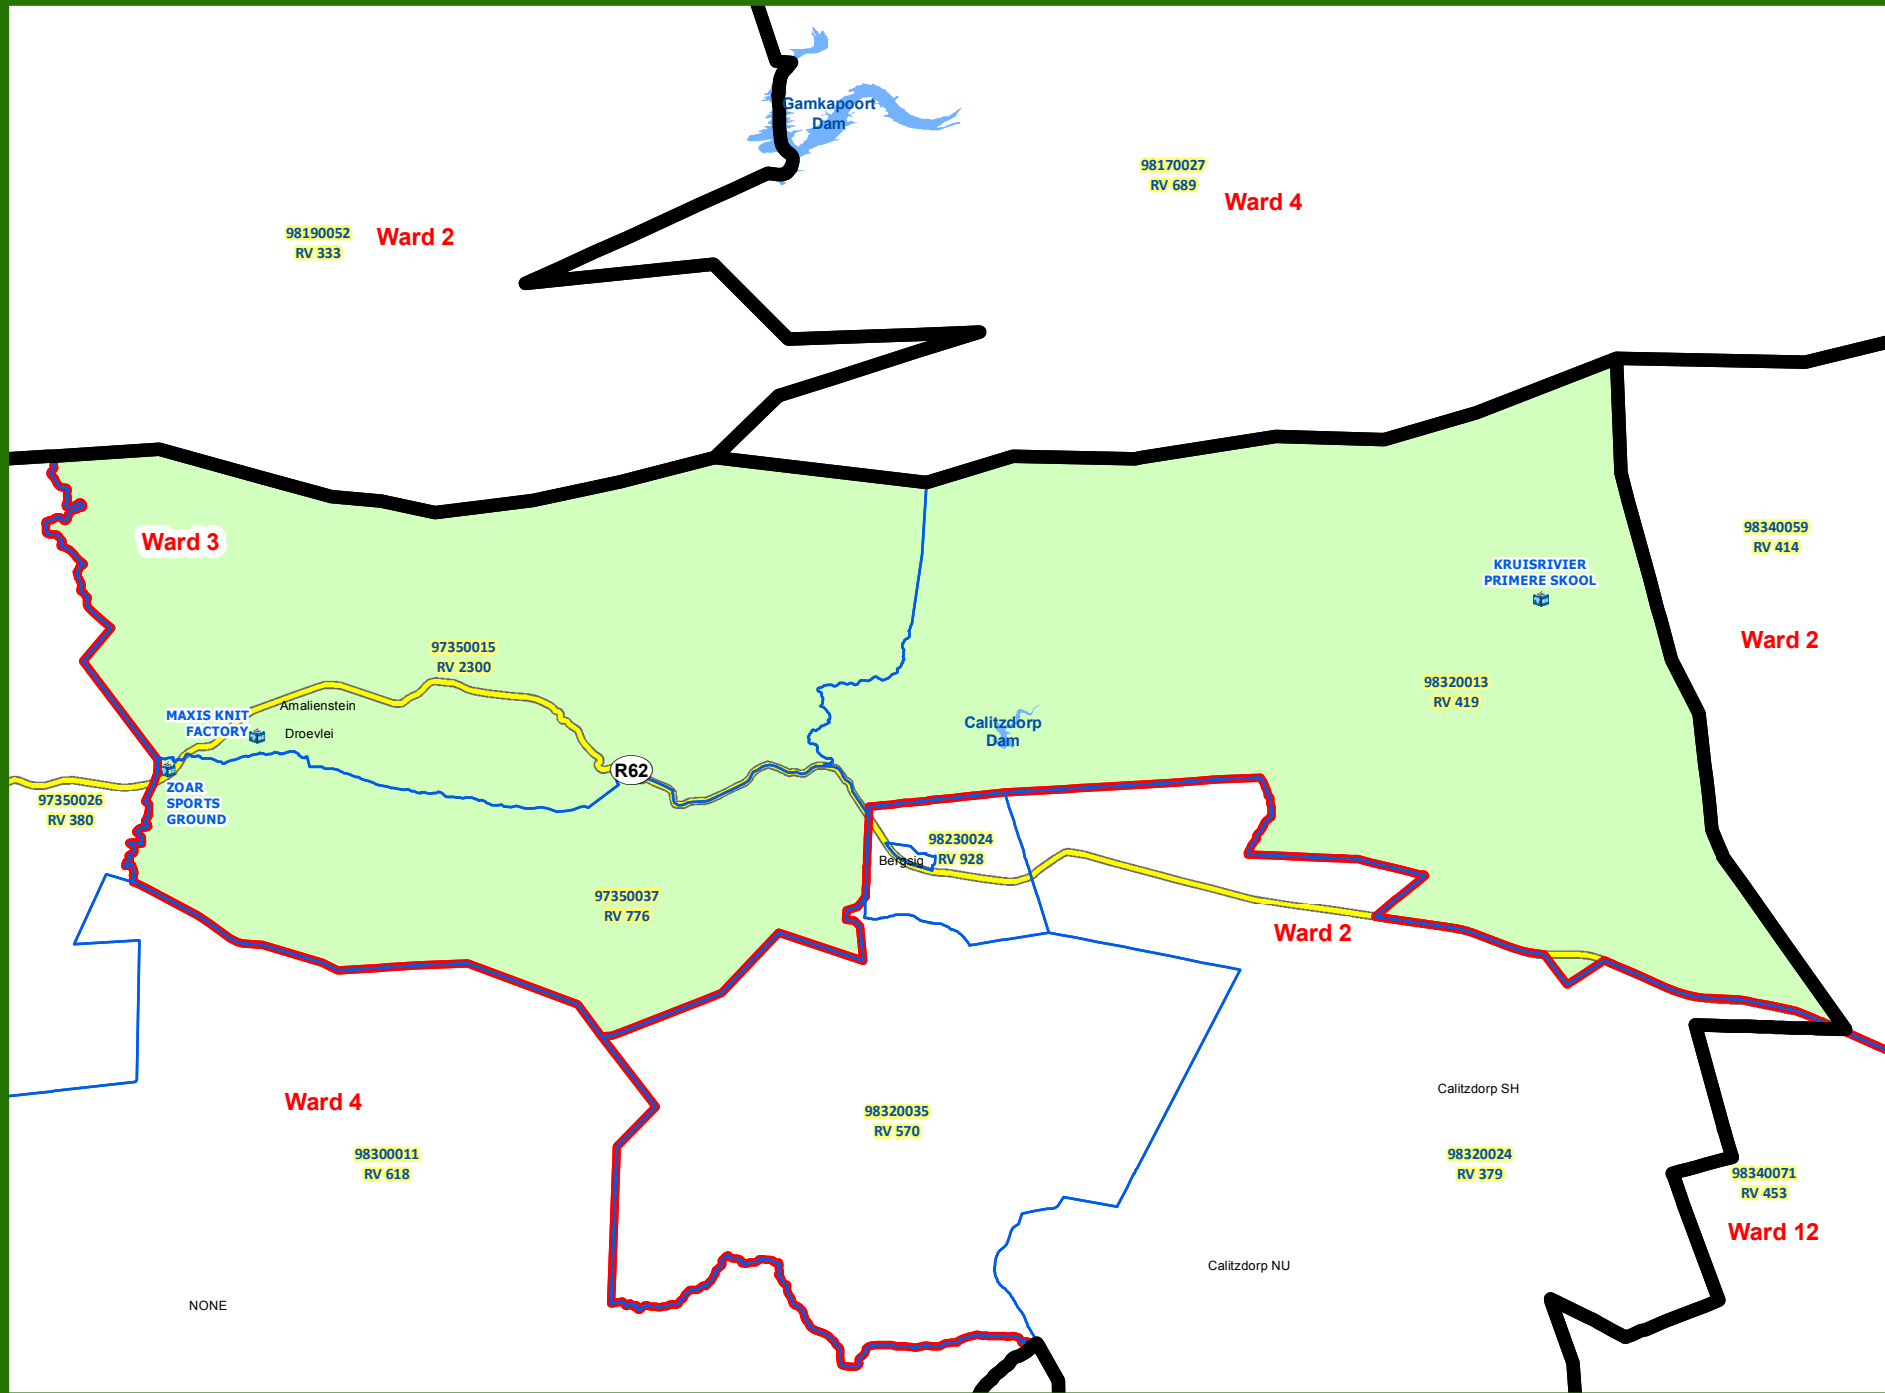 Gamkapoort
Dam
98170027
RV 689
Ward 4
98190052
RV 333
Ward 2
98340059
RV 414
Ward 3
KRUISRIVIER
PRIMERE SKOOL
Ward 2
97350015
RV 2300
98320013
RV 419
Amalienstein
MAXIS KNIT
FACTORY
Droevlei
Calitzdorp
Dam
R62
ZOAR
SPORTS
GROUND
97350026
RV 380
98230024
RV 928
Bergsig
97350037
RV 776
Ward 2
Calitzdorp SH
Ward 4
98320035
RV 570
98300011
RV 618
98320024
RV 379
98340071
RV 453
Ward 12
Calitzdorp NU
NONE